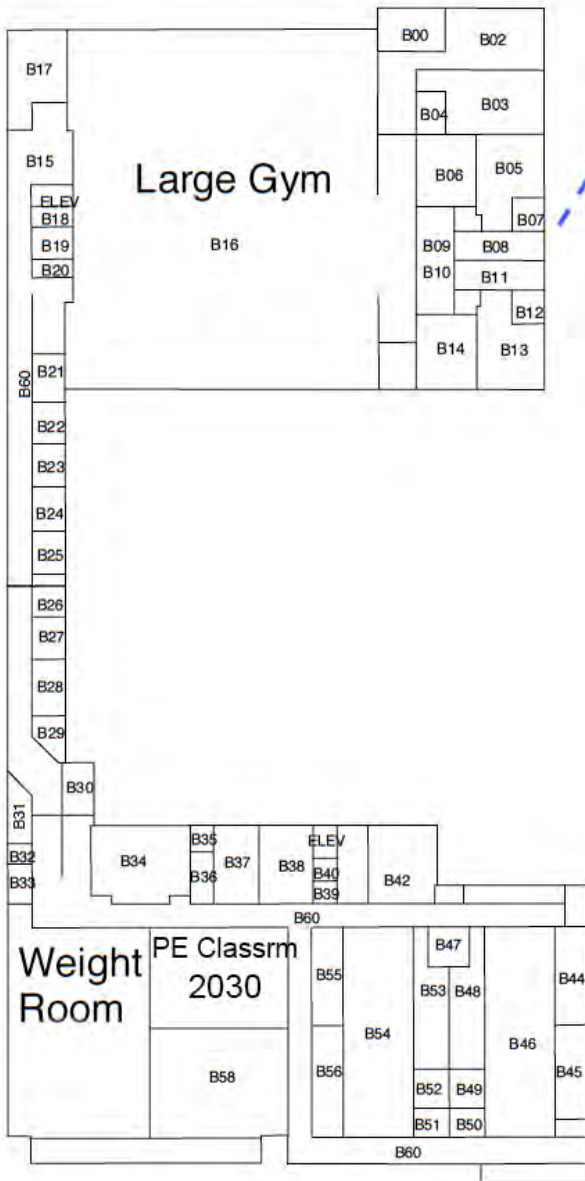 B00
B02
B17
B03
B04
B15
B06
B05
Large Gym
ELEV
B18
B07
B19
B16
B09
B08
B20
B10
B11
B12
B14
B13
B21
B60
B22
B23
B24
B25
B26
B27
B28
B29
B30
B31
B32
B33
B34
B35
B36
B37
B38
ELEV
B40
B39
B42
B60
Weight
Room
PE Classrm
2030
B47
B55
B53
B48
B44
B54
B46
B56
B58
B45
B52
B49
B51
B50
B60